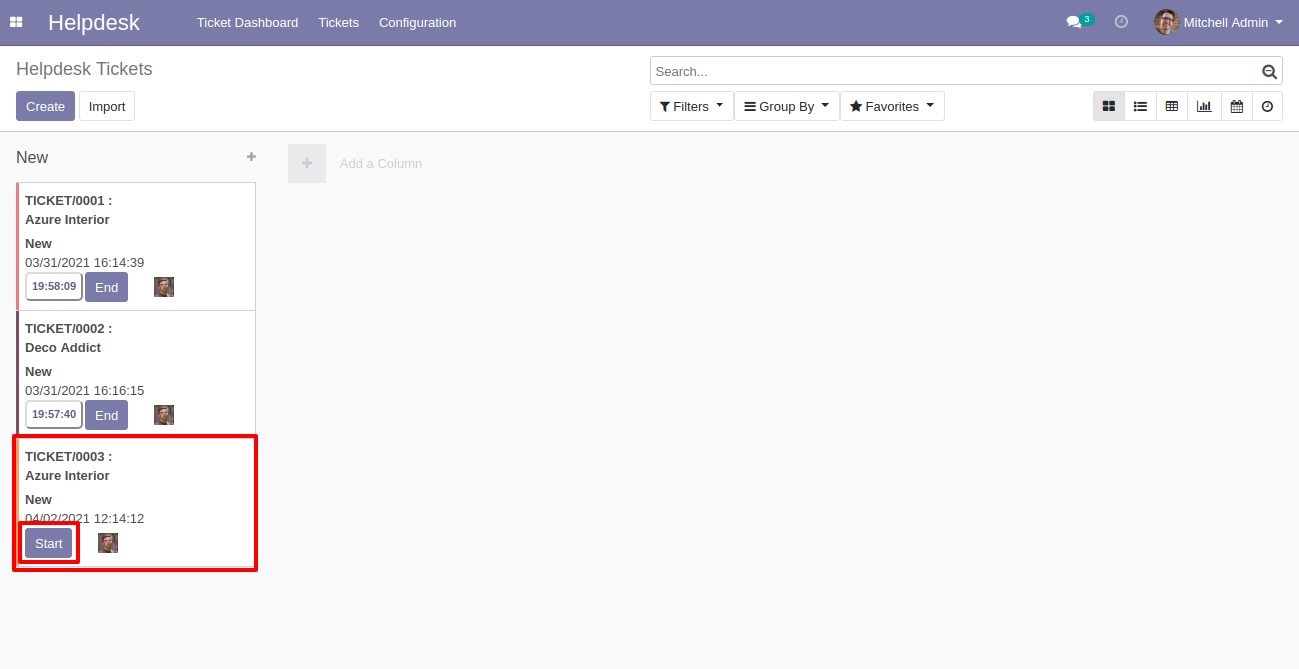 Helpdesk Ticket Dashboard Tickets Configuration 3 Mitchell Admin
Helpdesk Tickets
Search...
Create Import Filters Group By Favorites
New
Add a Column
TICKET/0001 :
Azure Interior
New
03/31/2021 16:14:39
19:58:09 End
TICKET/0002 :
Deco Addict
New
03/31/2021 16:16:15
19:57:40 End
TICKET/0003 :
Azure Interior
New
04/02/2021 12:14:12
Start